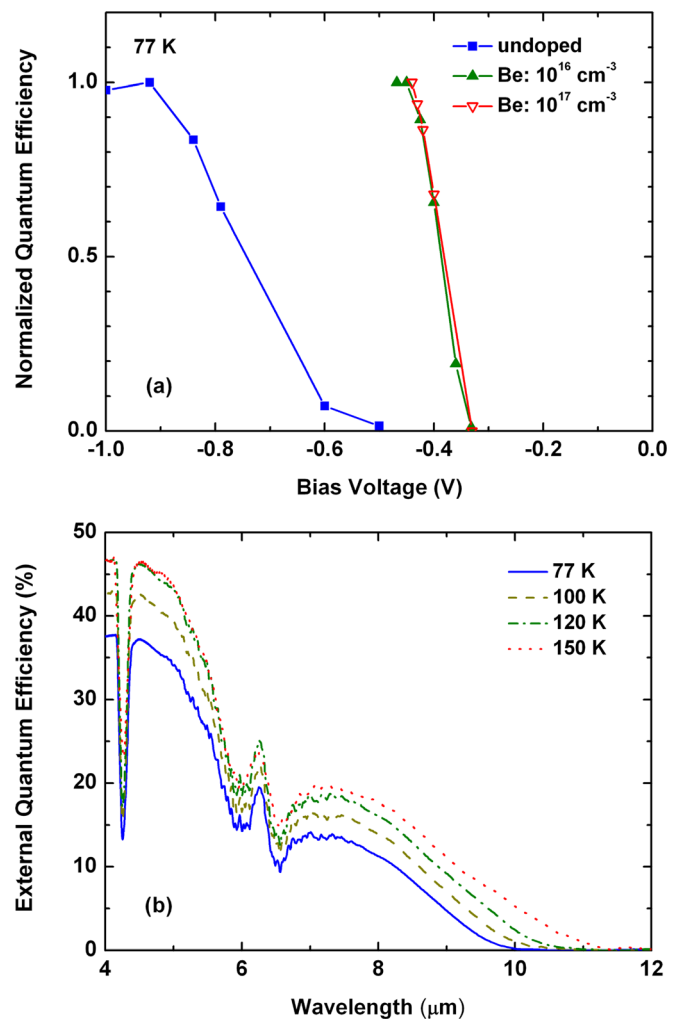 77 K
undoped
Be: 10¹⁶ cm⁻³
Be: 10¹⁷ cm⁻³
Normalized Quantum Efficiency
1.0
0.5
0.0
(a)
-1.0 -0.8 -0.6 -0.4 -0.2 0.0
Bias Voltage (V)
External Quantum Efficiency (%)
50
40
30
20
10
0
77 K
100 K
120 K
150 K
(b)
4 6 8 10 12
Wavelength (μm)